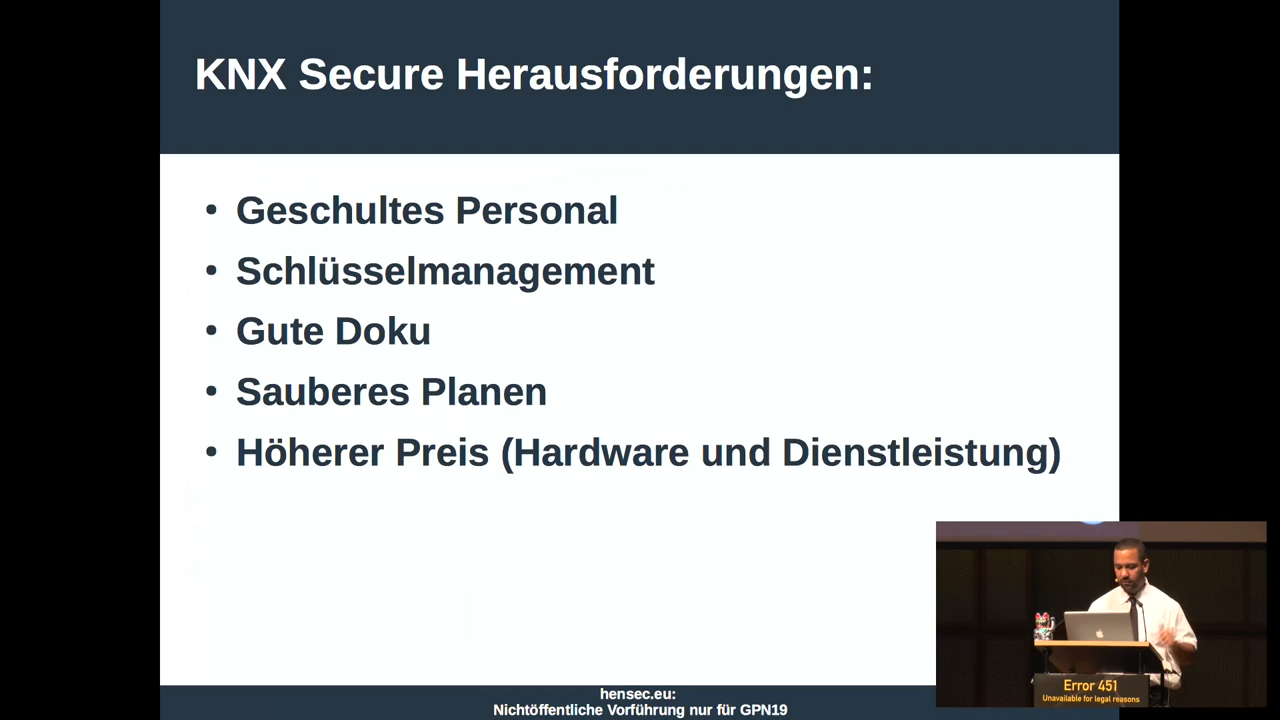 KNX Secure Herausforderungen:
• Geschultes Personal
• Schlüsselmanagement
• Gute Doku
• Sauberes Planen
• Höherer Preis (Hardware und Dienstleistung)
Error 451
Unavailable for legal reasons
hensec.eu:
Nichtöffentliche Vorführung nur für GPN19